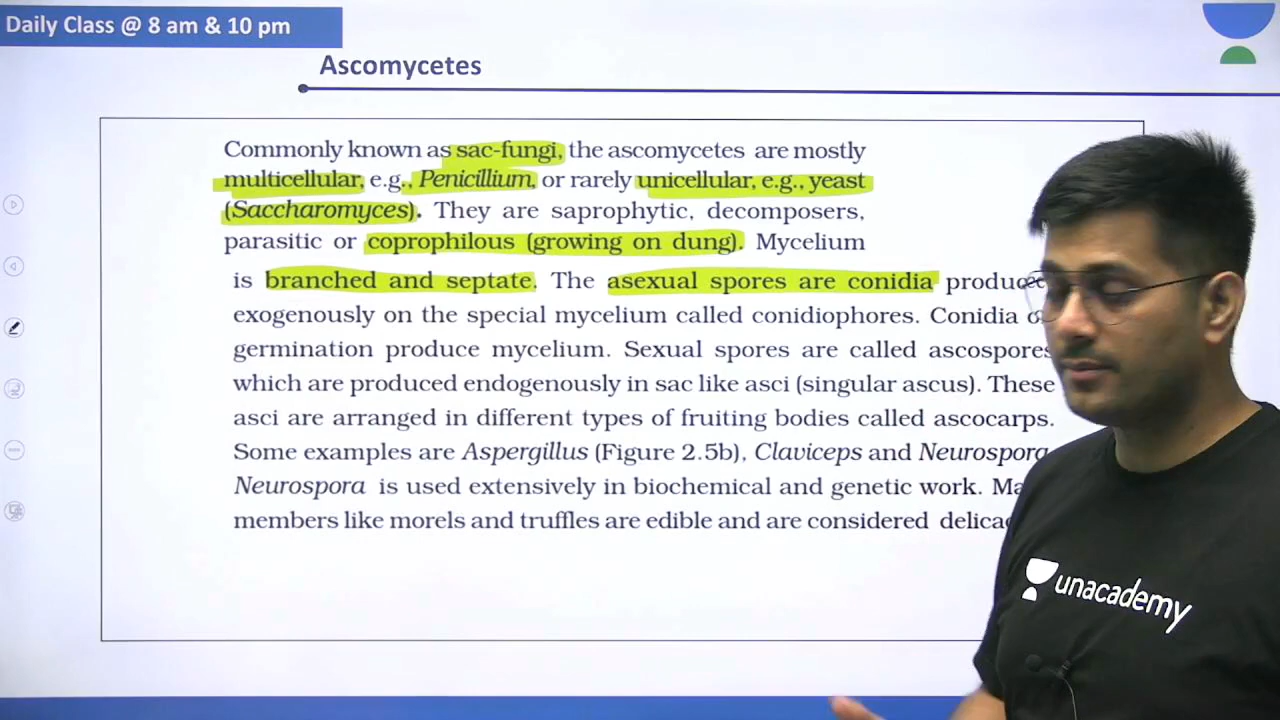 Daily Class @ 8 am & 10 pm
Ascomycetes
Commonly known as sac-fungi, the ascomycetes are mostly
multicellular, e.g., Penicillium, or rarely unicellular, e.g., yeast
(Saccharomyces). They are saprophytic, decomposers,
parasitic or coprophilous (growing on dung). Mycelium
is branched and septate. The asexual spores are conidia produce
exogenously on the special mycelium called conidiophores. Conidia
germination produce mycelium. Sexual spores are called ascospores
which are produced endogenously in sac like asci (singular ascus). These
asci are arranged in different types of fruiting bodies called ascocarps.
Some examples are Aspergillus (Figure 2.5b), Claviceps and Neurospora
Neurospora is used extensively in biochemical and genetic work. Ma
members like morels and truffles are edible and are considered delica
unacademy